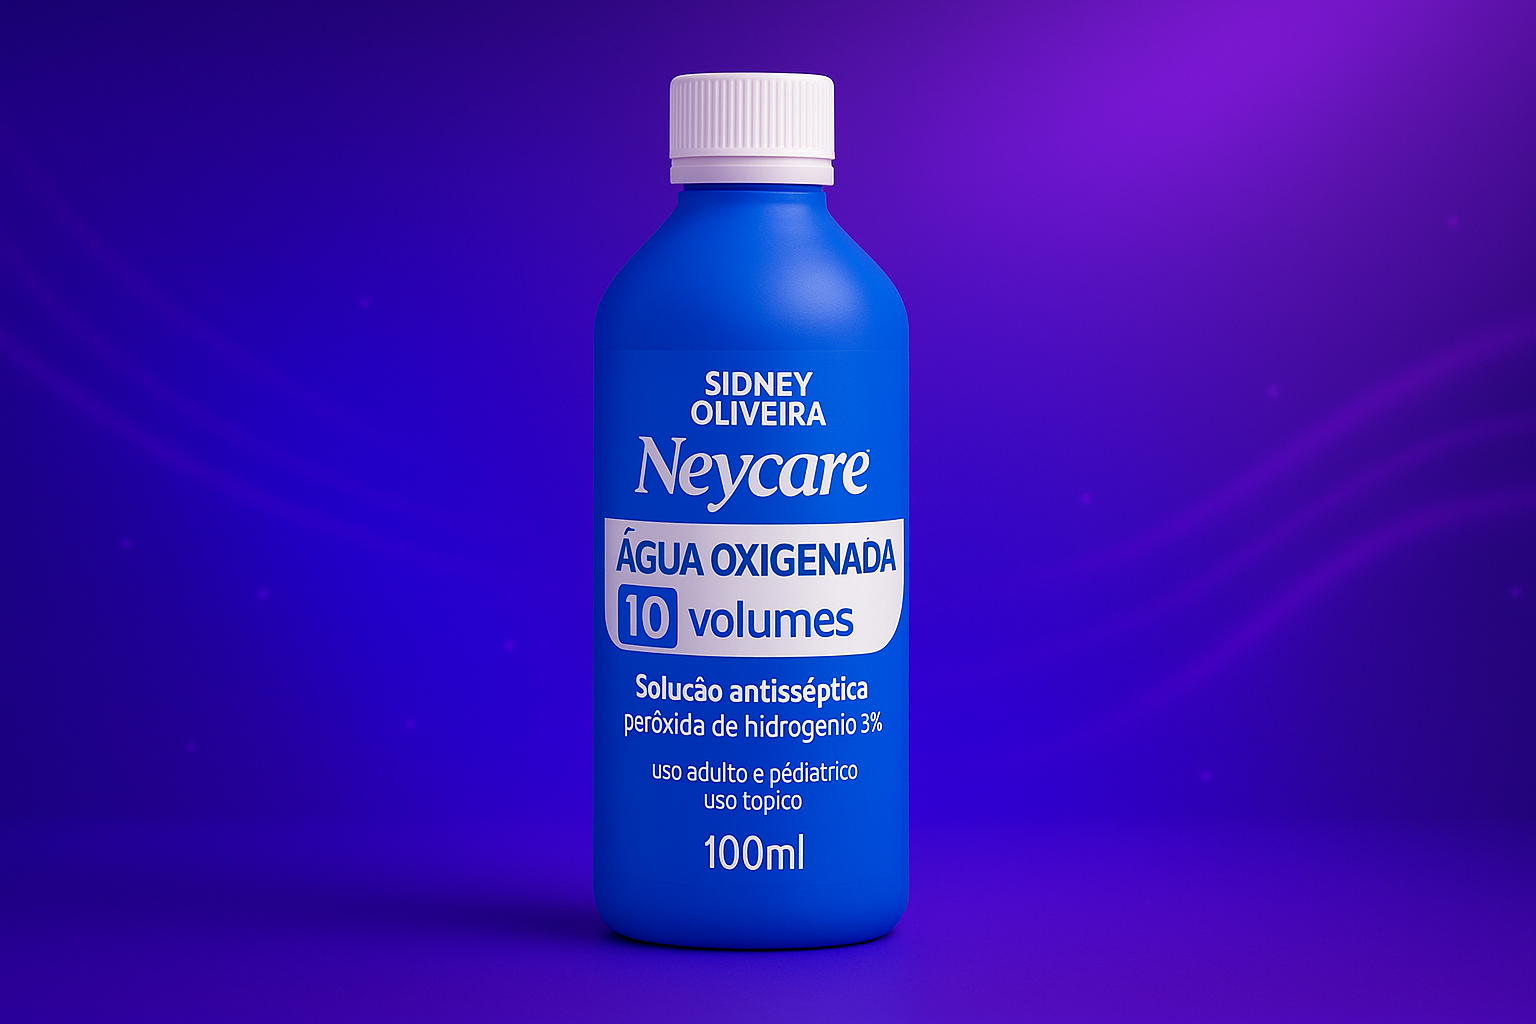 SIDNEY
OLIVEIRA
Neycare
ÁGUA OXIGENADA
10 volumes
Solucâo antisséptica
perôxida de hidrogenio 3%
uso adulto e pédiatrico
uso topico
100ml